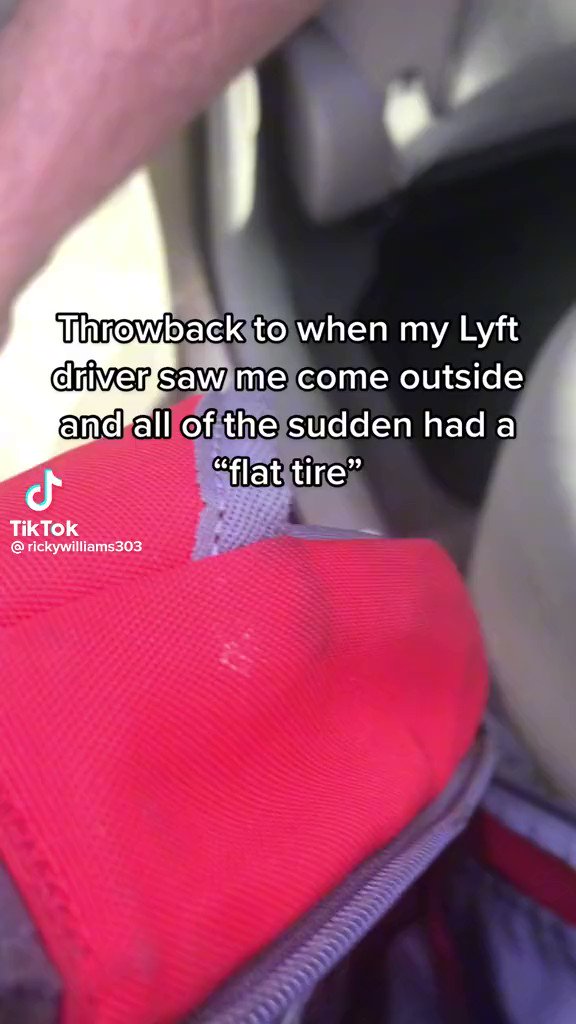 Throwback to when my Lyft
driver saw me come outside
and all of the sudden had a
“flat tire”
TikTok
@rickywilliams303